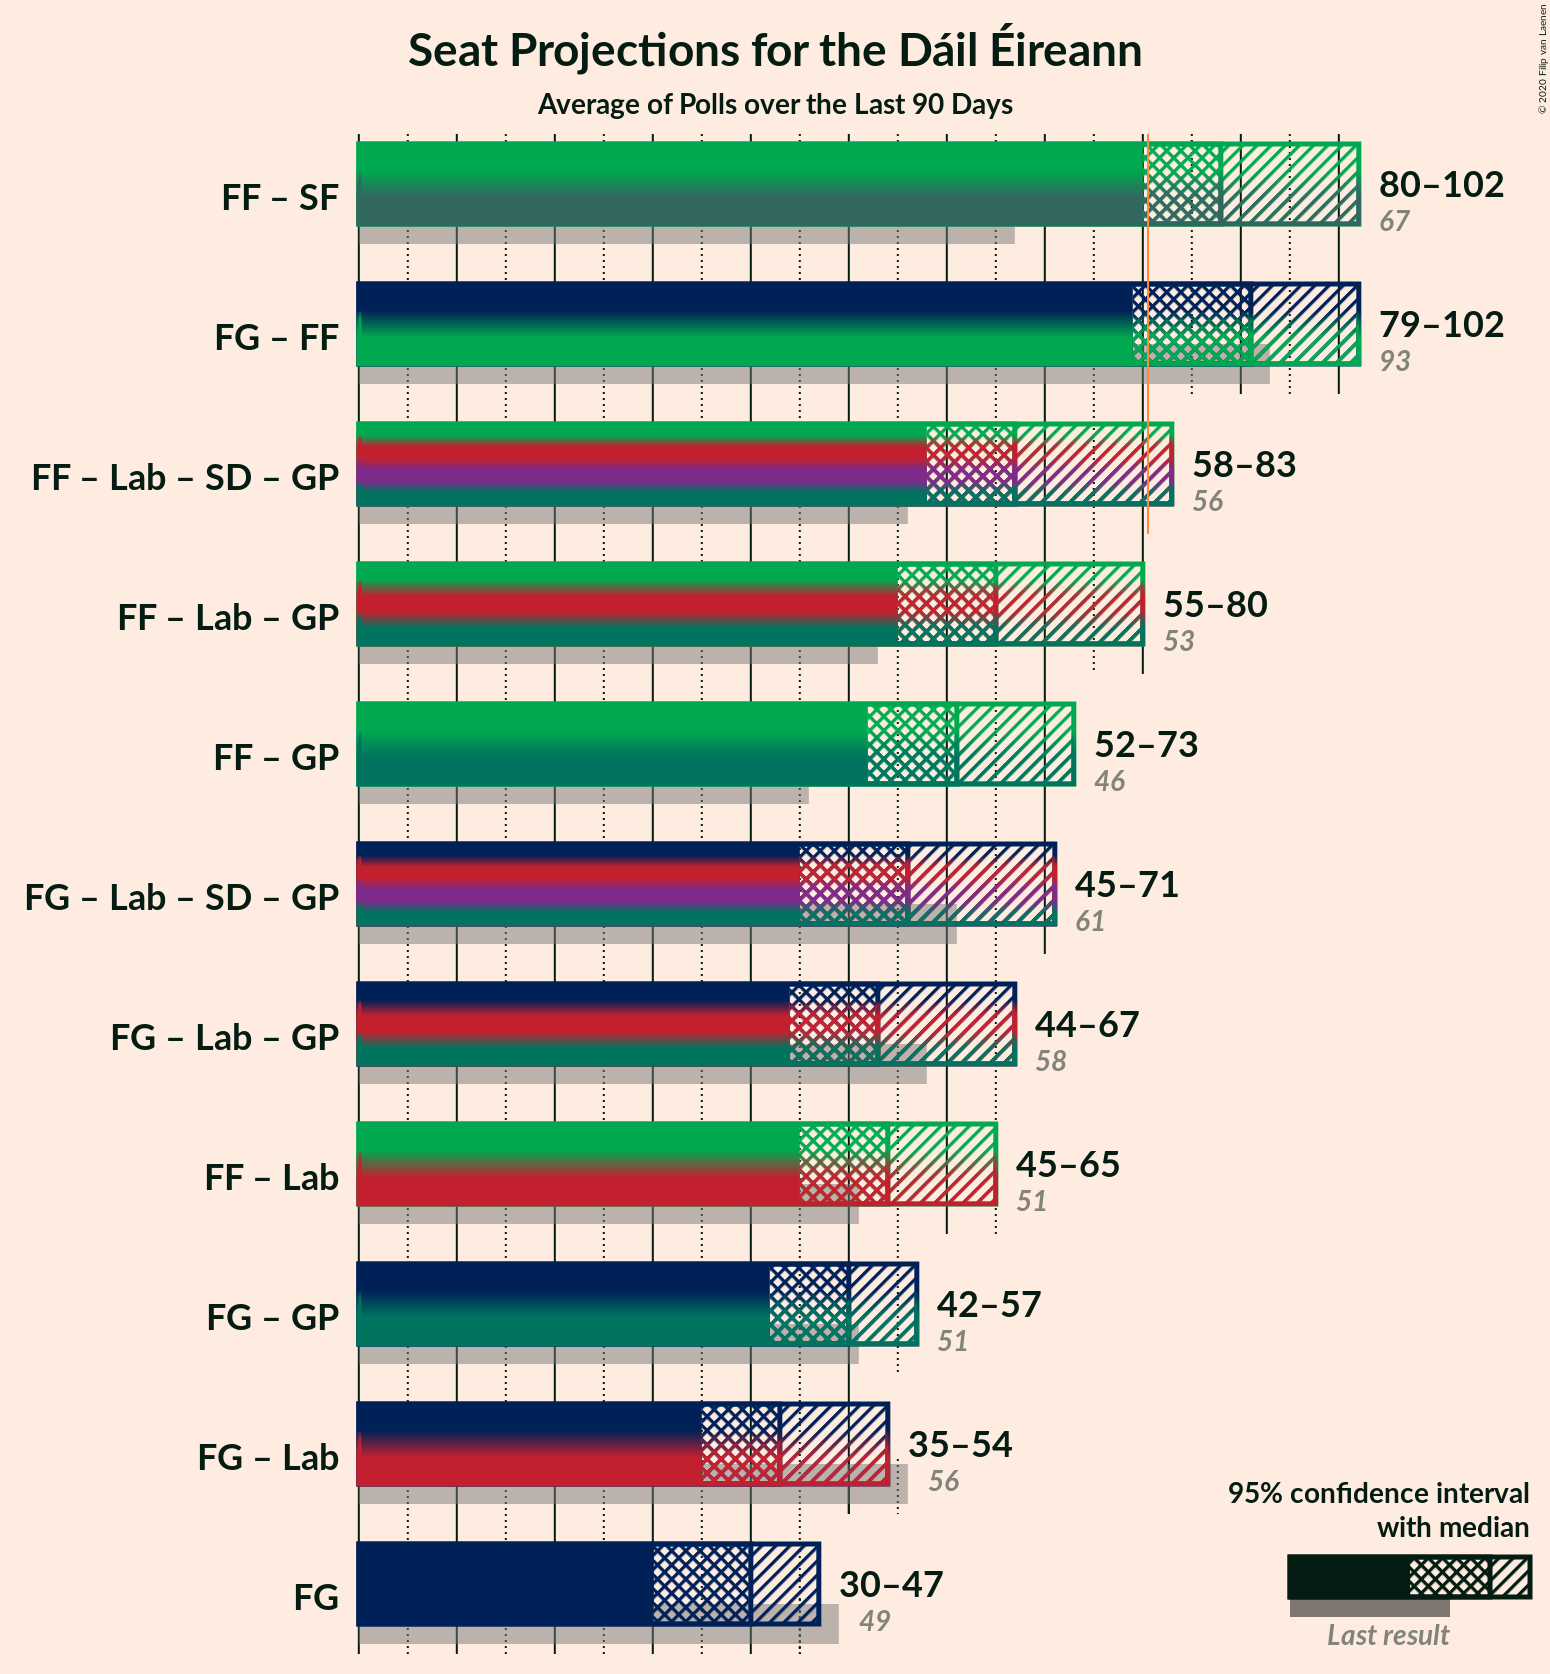 Seat Projections for the Dáil Éireann
Average of Polls over the Last 90 Days
© 2020 Filip van Laenen
FF – SF
80–102
67
FG – FF
79–102
93
FF – Lab – SD – GP
58–83
56
FF – Lab – GP
55–80
53
FF – GP
52–73
46
FG – Lab – SD – GP
45–71
61
FG – Lab – GP
44–67
58
FF – Lab
45–65
51
FG – GP
42–57
51
FG – Lab
35–54
56
FG
30–47
49
95% confidence interval
with median
Last result